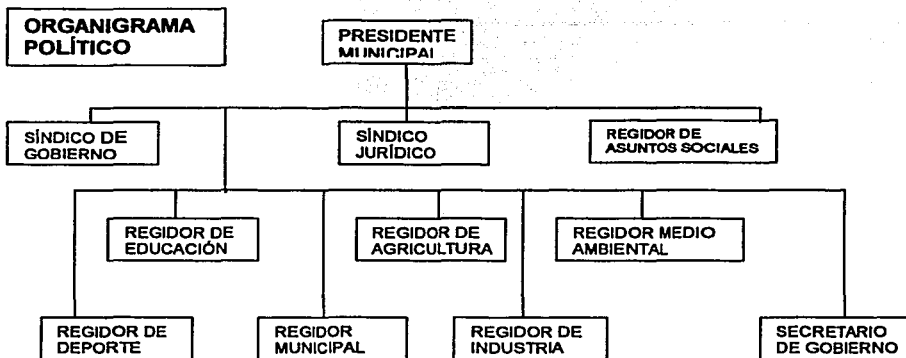 ORGANIGRAMA
POLÍTICO
PRESIDENTE
MUNICIPAL
SÍNDICO DE
GOBIERNO
SÍNDICO
JURÍDICO
REGIDOR DE
ASUNTOS SOCIALES
REGIDOR DE
EDUCACIÓN
REGIDOR DE
AGRICULTURA
REGIDOR MEDIO
AMBIENTAL
REGIDOR DE
DEPORTE
REGIDOR
MUNICIPAL
REGIDOR DE
INDUSTRIA
SECRETARIO
DE GOBIERNO